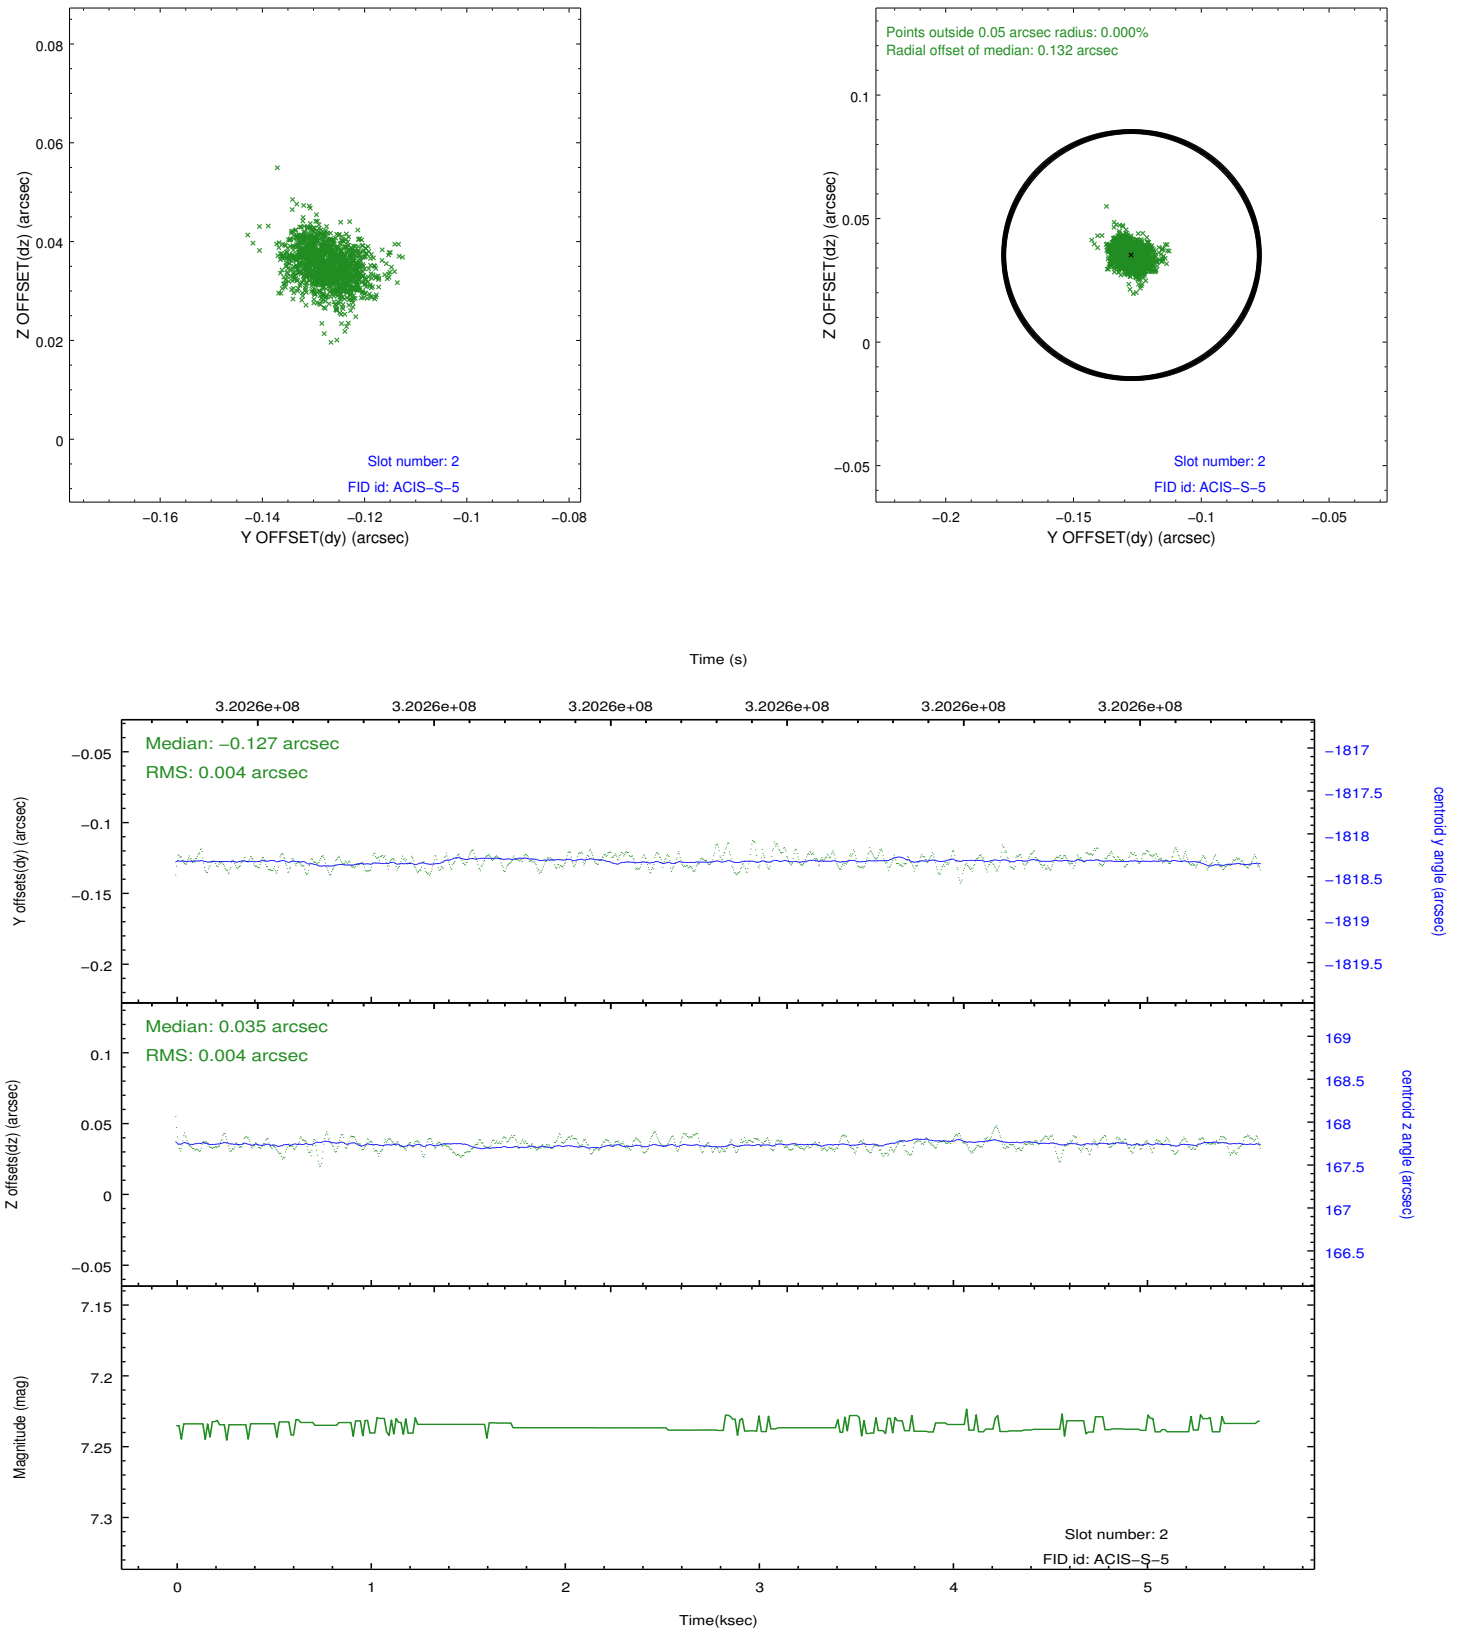 0.08
0.06
0.04
0.02
0
Z OFFSET(dz) (arcsec)
Slot number: 2
FID id: ACIS−S−5
−0.16 −0.14 −0.12 −0.1 −0.08
Y OFFSET(dy) (arcsec)
Points outside 0.05 arcsec radius: 0.000%
Radial offset of median: 0.132 arcsec
0.1
0.05
0
−0.05
Z OFFSET(dz) (arcsec)
Slot number: 2
FID id: ACIS−S−5
−0.2 −0.15 −0.1 −0.05
Y OFFSET(dy) (arcsec)
Time (s)
3.2026e+08 3.2026e+08 3.2026e+08 3.2026e+08 3.2026e+08 3.2026e+08
Median: −0.127 arcsec
RMS: 0.004 arcsec
−0.05
−0.1
−0.15
−0.2
Y offsets(dy) (arcsec)
−1817
−1817.5
−1818
−1818.5
−1819
−1819.5
centroid y angle (arcsec)
Median: 0.035 arcsec
RMS: 0.004 arcsec
0.1
0.05
0
−0.05
Z offsets(dz) (arcsec)
169
168.5
168
167.5
167
166.5
centroid z angle (arcsec)
7.15
7.2
7.25
7.3
Magnitude (mag)
Slot number: 2
FID id: ACIS−S−5
0 1 2 3 4 5
Time(ksec)